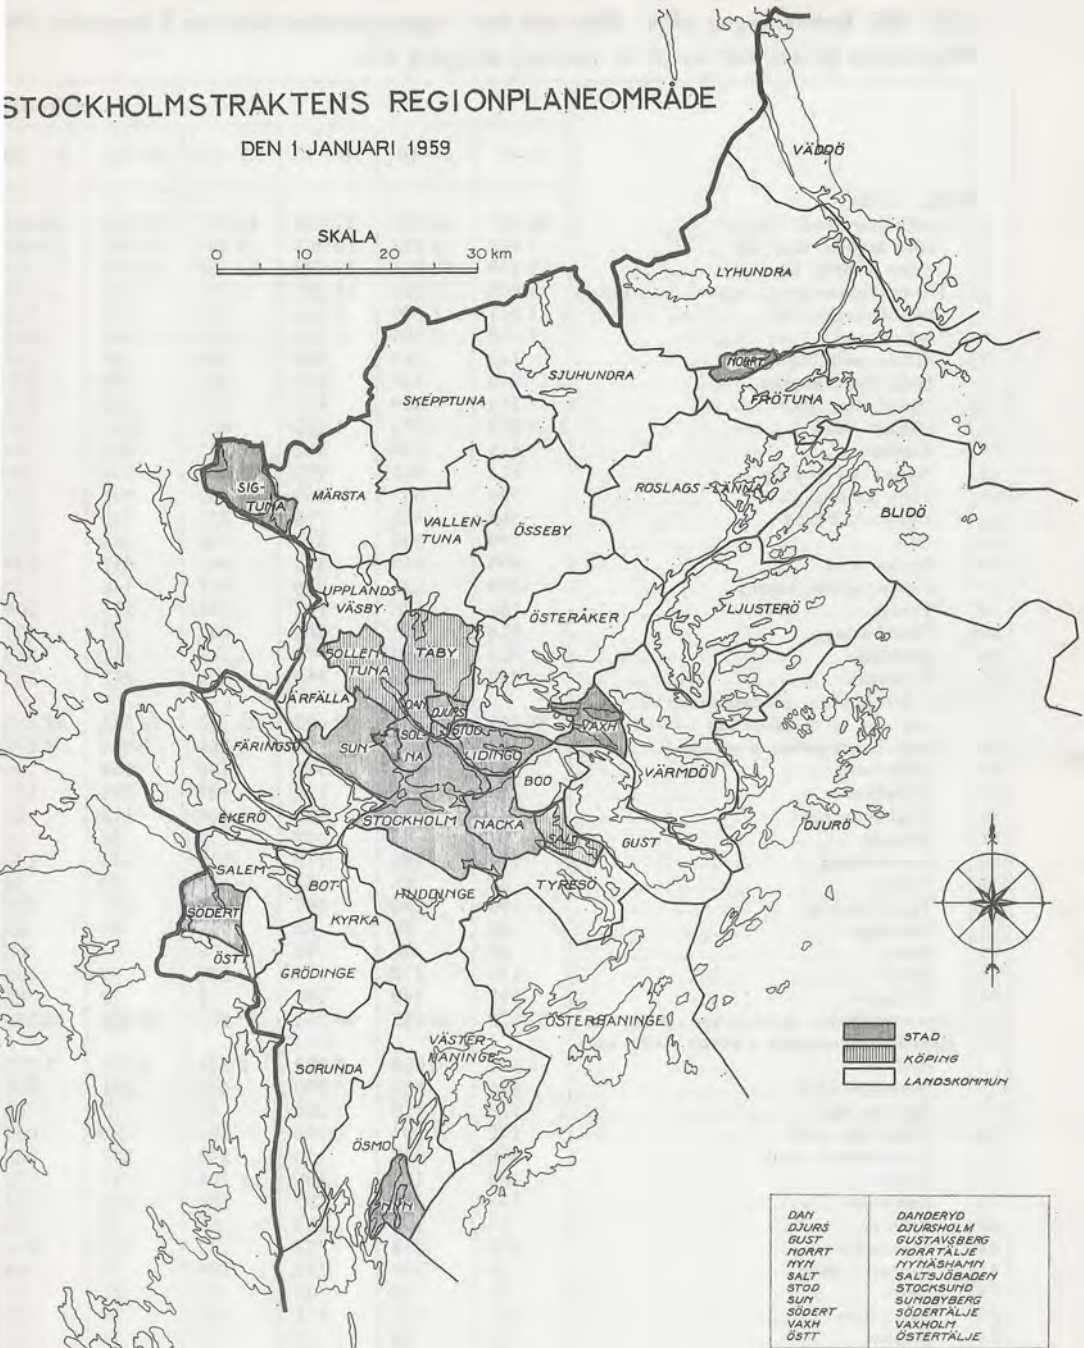 STOCKHOLMSTRAKTENS REGIONPLANEOMRÅDE
DEN 1 JANUARI 1959
SKALA
0 10 20 30 km
VÄDDÖ
LYHUNDRA
NORRT
SJUHUNDRA
FRÖTUNA
SKEPPTUNA
SIG-
TUNA
MÄRSTA
ROSLAGS-LÄNNA
VALLEN-
TUNA
ÖSSEBY
BLIDÖ
UPPLANDS
VÄSBY
ÖSTERÅKER
LJUSTERÖ
SOLLEN-
TUNA
TÄBY
JÄRFÄLLA
DAN
DJURS
STOD
VAXH
FÄRINGSÖ
SUN
SOL-
NA
LIDINGÖ
BOO
VÄRMDÖ
EKERÖ
STOCKHOLM
NACKA
SALT
GUST
DJURÖ
SALEM
BOT-
KYRKA
HUDDINGE
TYRESÖ
SÖDERT
ÖSTT
GRÖDINGE
ÖSTERHANINGE
VÄSTER-
HANINGE
SORUNDA
ÖSMO
NYN
STAD
KÖPING
LANDSKOMMUN
DAN DANDERYD
DJURS DJURSHOLM
GUST GUSTAVSBERG
NORRT NORRTÄLJE
NYN NYNÄSHAMN
SALT SALTSJÖBADEN
STOD STOCKSUND
SUN SUNDBYBERG
SÖDERT SÖDERTÄLJE
VAXH VAXHOLM
ÖSTT ÖSTERTÄLJE